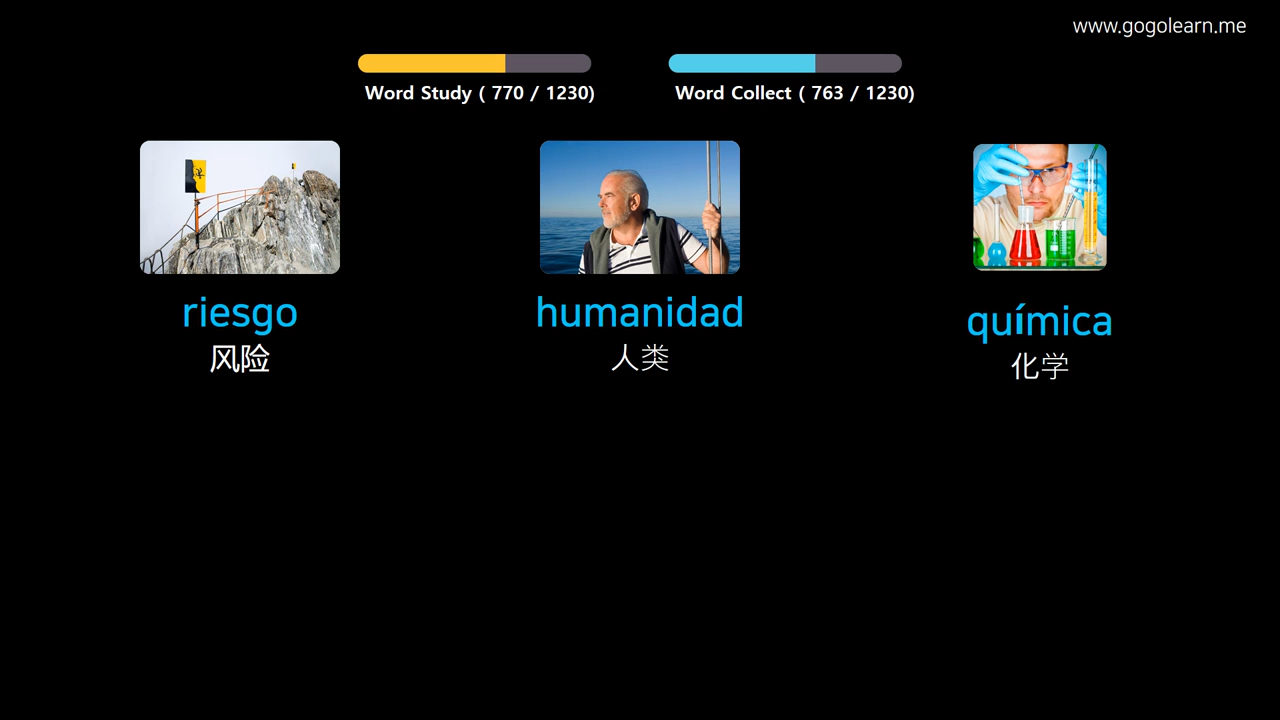 www.gogolearn.me
Word Study ( 770 / 1230)
Word Collect ( 763 / 1230)
riesgo
风险
humanidad
人类
química
化学